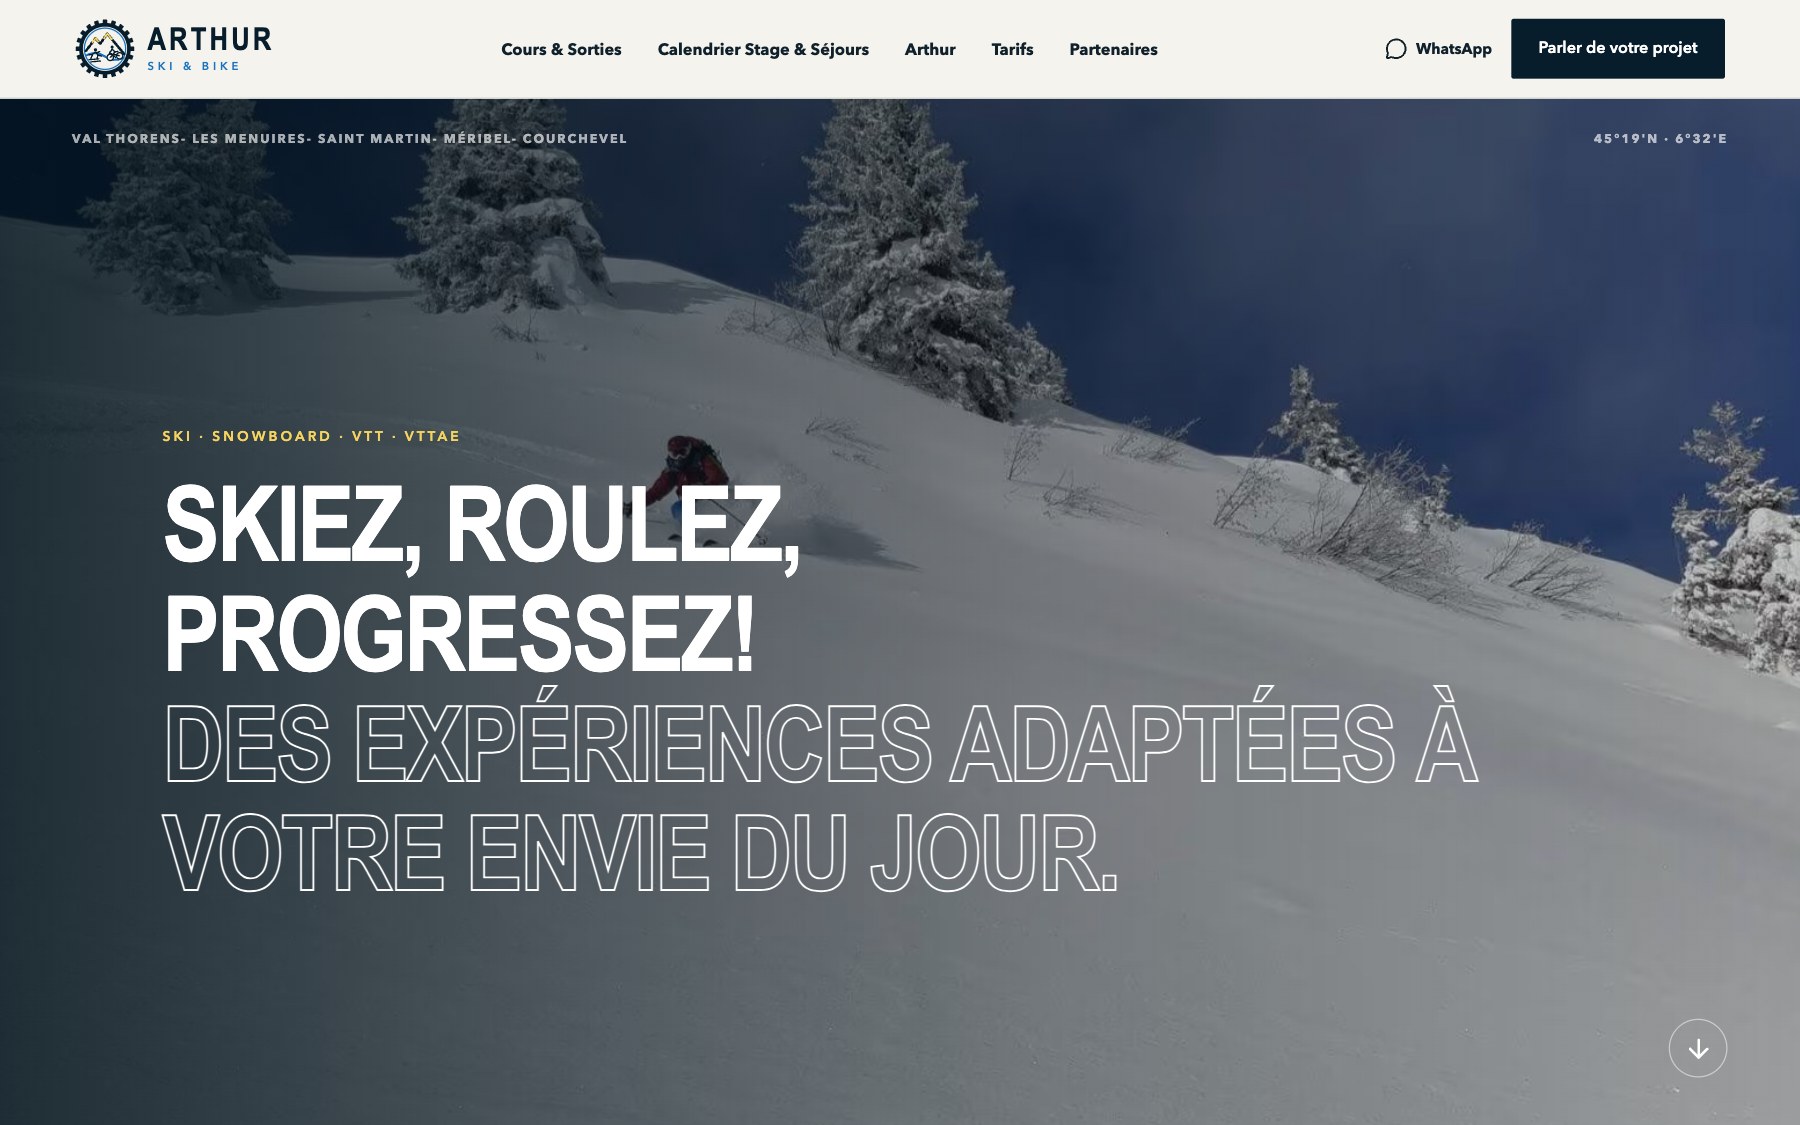 ARTHUR
SKI & BIKE
Cours & Sorties
Calendrier Stage & Séjours
Arthur
Tarifs
Partenaires
WhatsApp
Parler de votre projet
VAL THORENS- LES MENUIRES- SAINT MARTIN- MÉRIBEL- COURCHEVEL
45°19'N · 6°32'E
SKI · SNOWBOARD · VTT · VTTAE
SKIEZ, ROULEZ,
PROGRESSEZ!
DES EXPÉRIENCES ADAPTÉES À
VOTRE ENVIE DU JOUR.